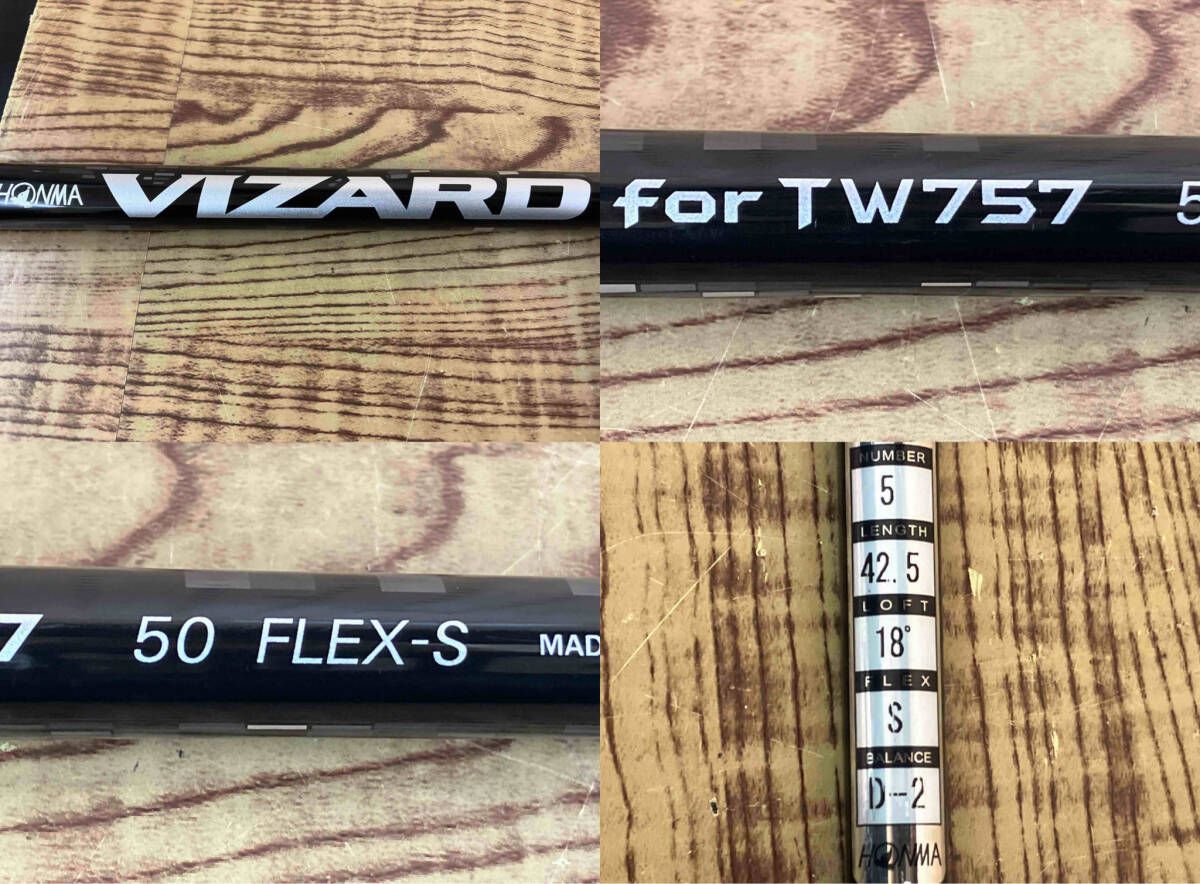 HONMA VIZARD
for TW757 5
7 50 FLEX-S MAD
NUMBER
5
LENGTH
42.5
LOFT
18°
FLEX
S
BALANCE
D-2
HONMA